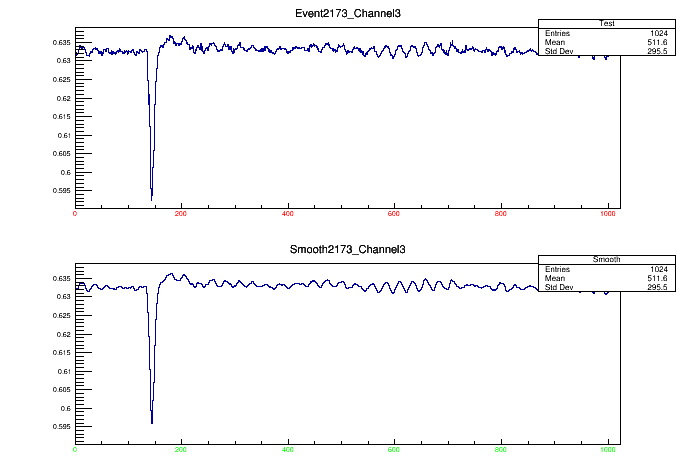 Event2173_Channel3
Test
Entries 1024
Mean 511.6
Std Dev 295.5
0.635
0.63
0.625
0.62
0.615
0.61
0.605
0.6
0.595
0 200 400 600 800 1000
Smooth2173_Channel3
Smooth
Entries 1024
Mean 511.6
Std Dev 295.5
0.635
0.63
0.625
0.62
0.615
0.61
0.605
0.6
0.595
0 200 400 600 800 1000